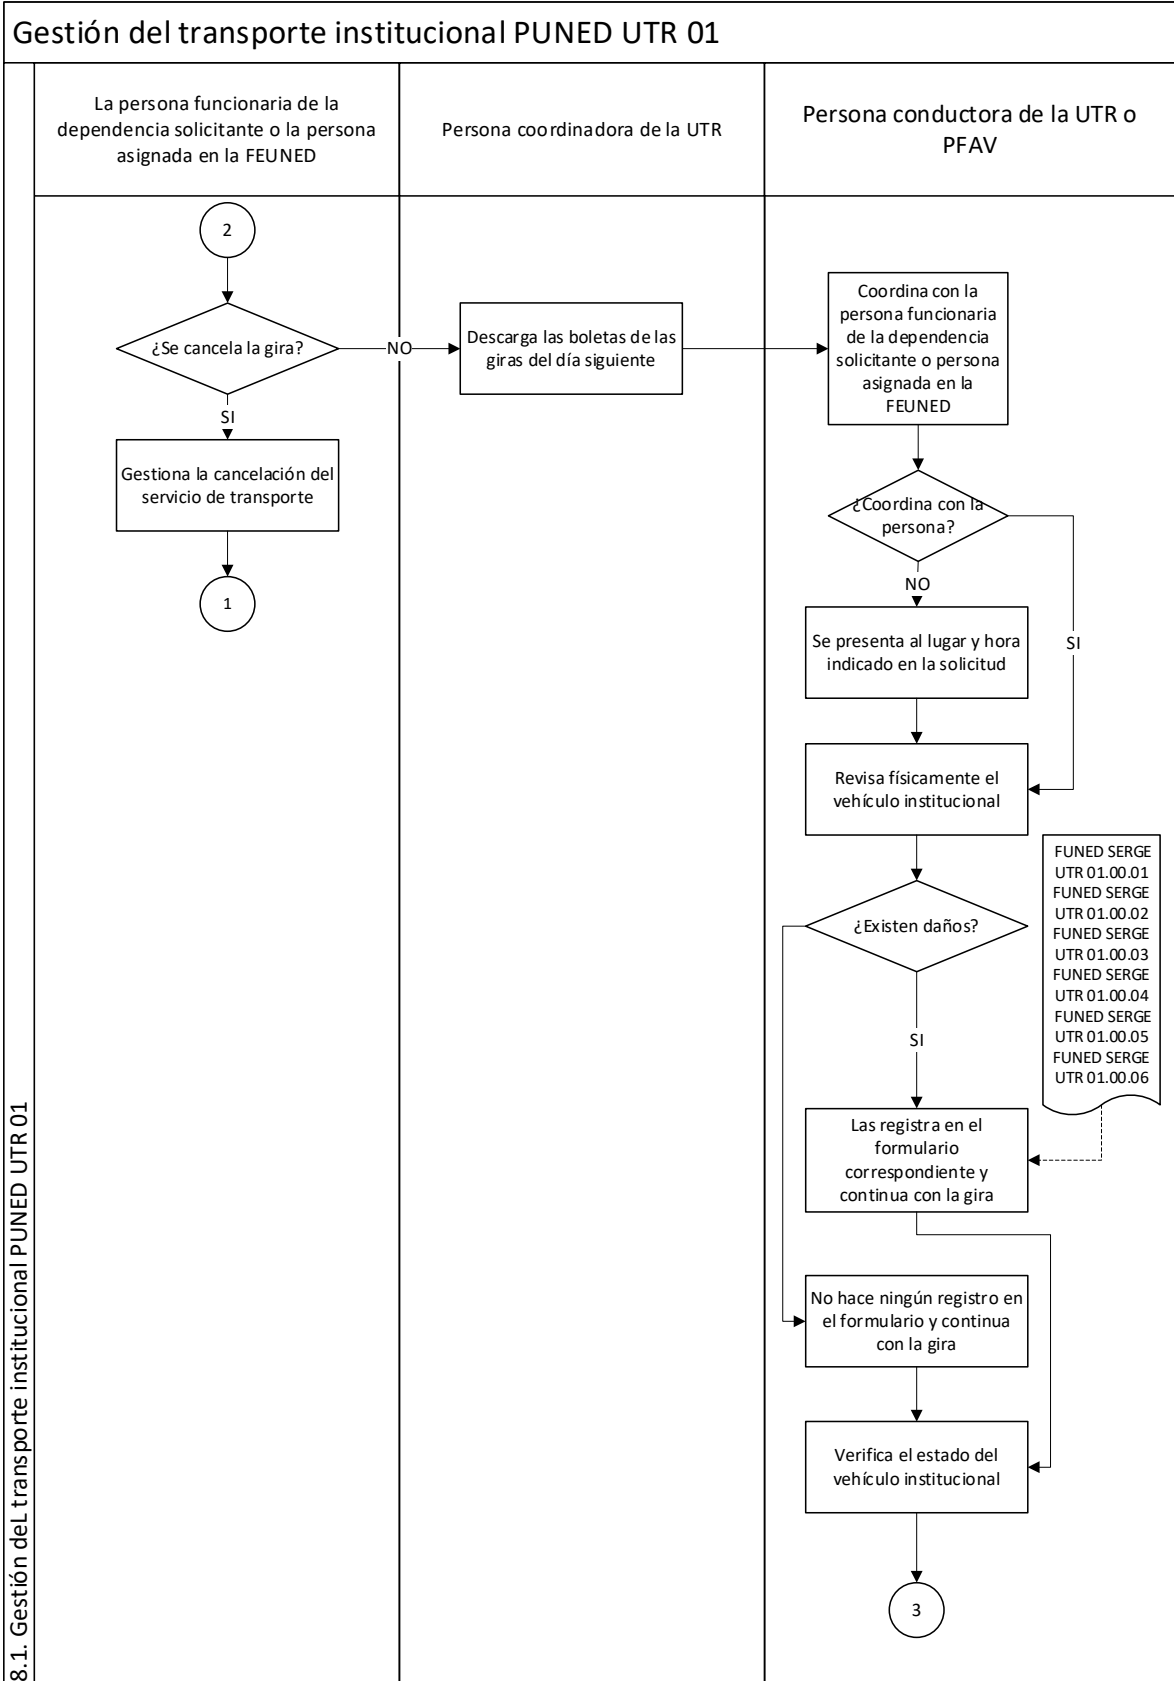 Gestión del transporte institucional PUNED UTR 01
8.1. Gestión deL transporte institucional PUNED UTR 01
La persona funcionaria de la
dependencia solicitante o la persona
asignada en la FEUNED
Persona coordinadora de la UTR
Persona conductora de la UTR o
PFAV
2
¿Se cancela la gira?
NO
SI
Gestiona la cancelación del
servicio de transporte
1
Descarga las boletas de las
giras del día siguiente
Coordina con la
persona funcionaria
de la dependencia
solicitante o persona
asignada en la
FEUNED
¿Coordina con la
persona?
NO
SI
Se presenta al lugar y hora
indicado en la solicitud
Revisa físicamente el
vehículo institucional
¿Existen daños?
SI
FUNED SERGE
UTR 01.00.01
FUNED SERGE
UTR 01.00.02
FUNED SERGE
UTR 01.00.03
FUNED SERGE
UTR 01.00.04
FUNED SERGE
UTR 01.00.05
FUNED SERGE
UTR 01.00.06
Las registra en el
formulario
correspondiente y
continua con la gira
No hace ningún registro en
el formulario y continua
con la gira
Verifica el estado del
vehículo institucional
3